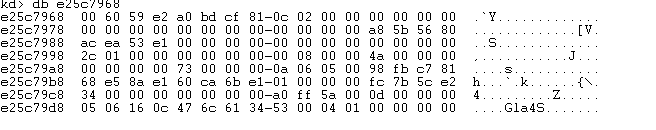 kd> db e25c7968
e25c7968  00 60 59 e2 a0 bd cf 81-0c 02 00 00 00 00 00 00  .`Y.............
e25c7978  00 00 00 00 00 00 00 00-00 00 00 00 a8 5b 56 80  .............[V.
e25c7988  ac ea 53 e1 00 00 00 00-00 00 00 00 00 00 00 00  ..S.............
e25c7998  2c 01 00 00 00 00 00 00-00 08 00 00 4a 00 00 00  ,...........J...
e25c79a8  00 00 00 00 73 00 00 00-0a 06 05 00 98 fb c7 81  ....s...........
e25c79b8  68 e5 8a e1 60 ca 6b e1-01 00 00 00 fc 7b 5c e2  h...`.k......{\.
e25c79c8  34 00 00 00 00 00 00 00-a0 ff 5a 00 0d 00 00 00  4.........Z.....
e25c79d8  05 06 16 0c 47 6c 61 34-53 00 04 01 00 00 00 00  ....Gla4S.......